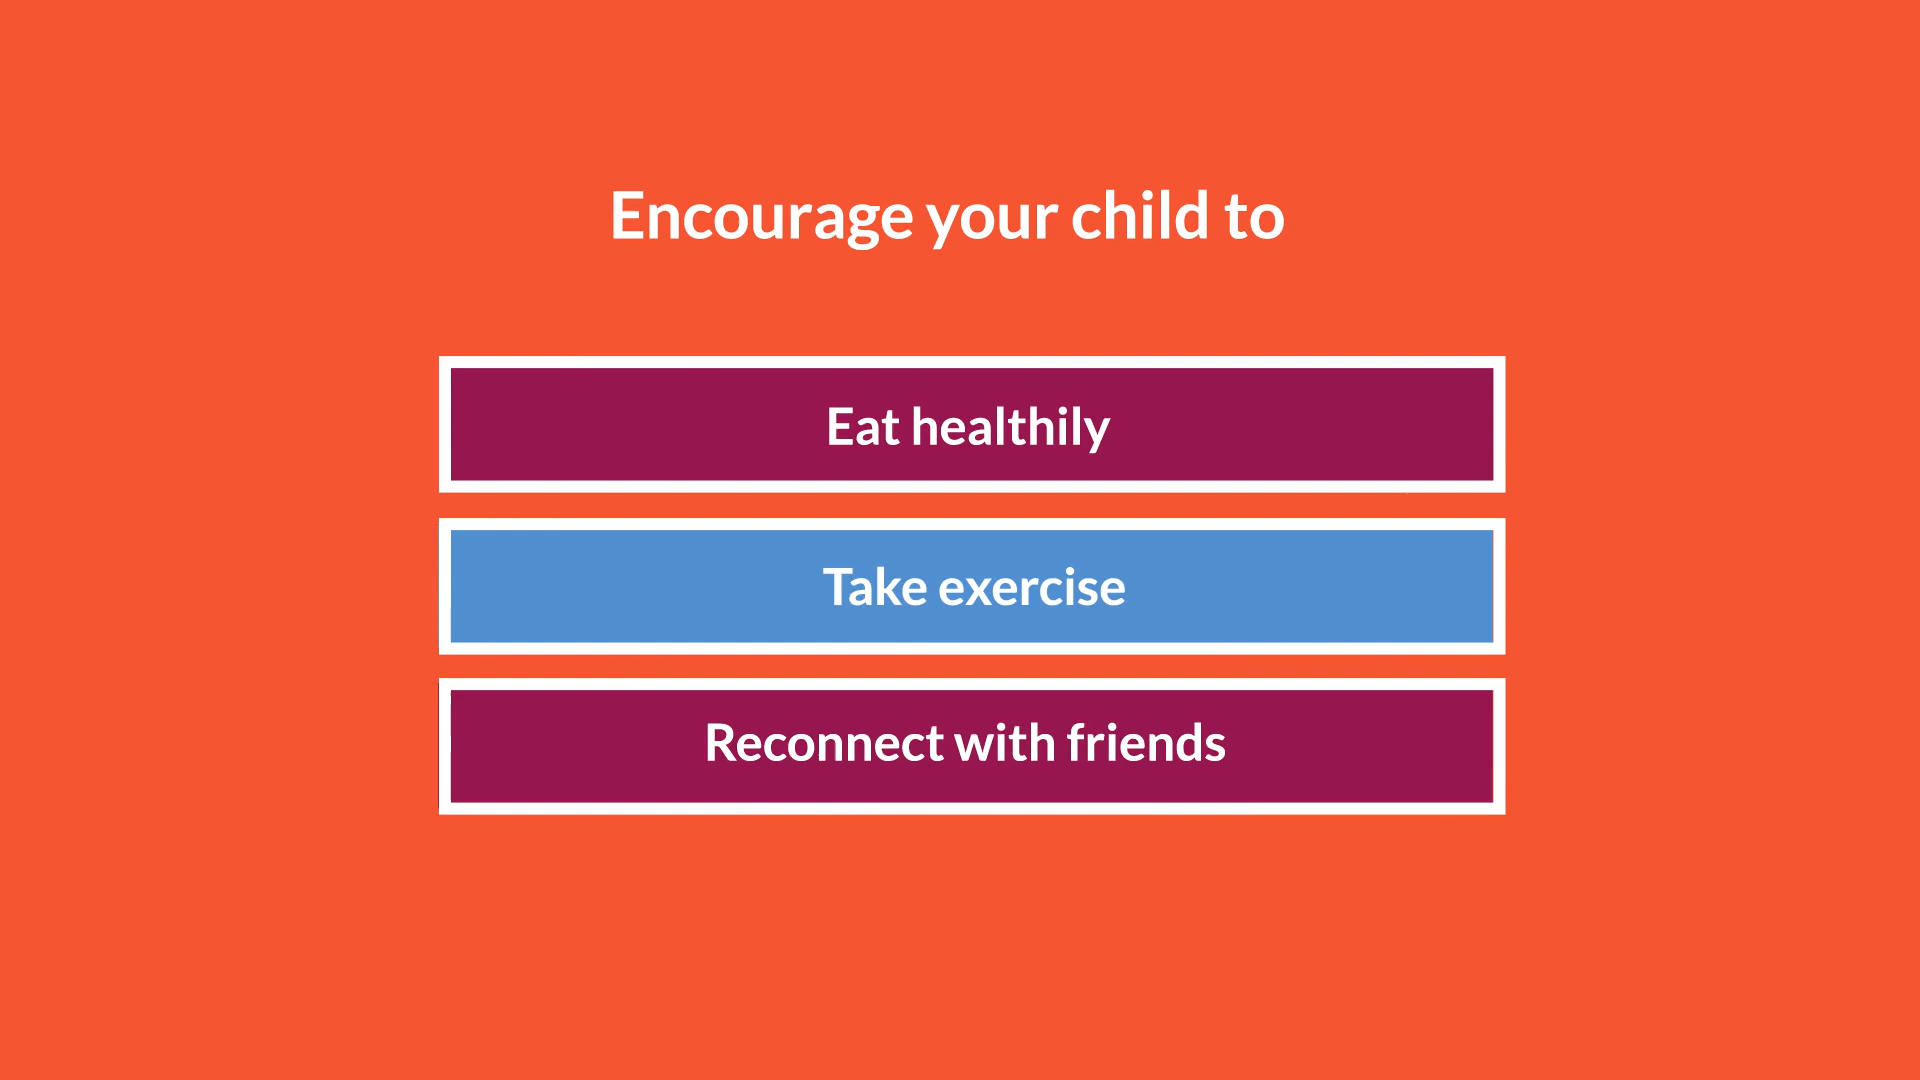 Encourage your child to
Eat healthily
Take exercise
Reconnect with friends